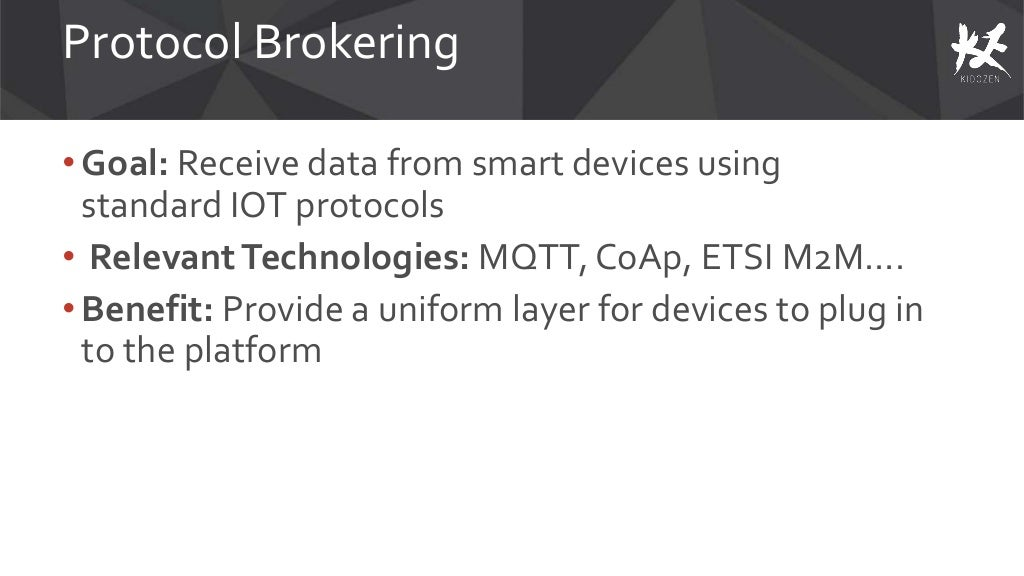 Protocol Brokering
KIDOZEN
• Goal: Receive data from smart devices using
standard IOT protocols
• Relevant Technologies: MQTT, CoAp, ETSI M2M....
• Benefit: Provide a uniform layer for devices to plug in
to the platform